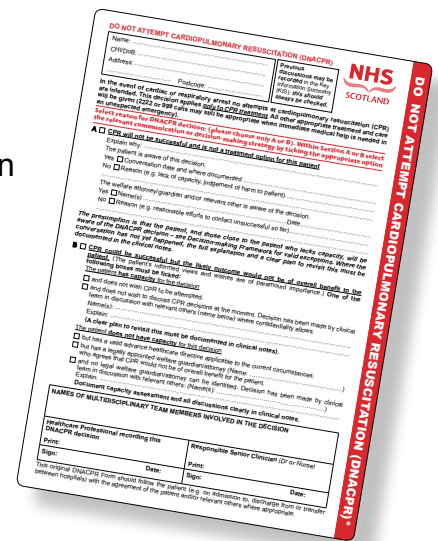 n
DO NOT ATTEMPT CARDIOPULMONARY RESUSCITATION (DNACPR)
Name:
CHI/DoB:
Address:
Postcode:
Previous
discussions may be
recorded in the Key
Information Summary
(KIS), this should
always be checked.
NHS
SCOTLAND
In the event of cardiac or respiratory arrest no attempts at cardiopulmonary resuscitation (CPR)
are intended. This decision applies only to CPR treatment. All other appropriate treatment and care
will be given (2222 or 999 calls may still be appropriate when immediate medical help is needed in
an unexpected emergency).
Select reason for DNACPR decision: (please choose only A or B). Within Section A or B select
the relevant communication or decision-making strategy by ticking the appropriate option
A ☐ CPR will not be successful and is not a treatment option for this patient
Explain why:
The patient is aware of this decision.
Yes ☐ Conversation date and where documented
No ☐ Reason (e.g. lack of capacity, judgement of harm to patient)
The welfare attorney/guardian and/or relevant other is aware of the decision.
Yes ☐ Name(s) Date
No ☐ Reason (e.g. reasonable efforts to contact unsuccessful so far)
The presumption is that the patient, and those close to the patient who lacks capacity, will be
aware of the DNACPR decision – see Decision-making Framework for valid exceptions. Where the
conversation has not yet happened, the full explanation and a clear plan to revisit this must be
documented in the clinical notes.
B ☐ CPR could be successful but the likely outcome would not be of overall benefit to the
patient. (The patient's informed views and wishes are of paramount importance.) One of the
following boxes must be ticked:
The patient has capacity for the decision
☐ and does not wish CPR to be attempted.
☐ and does not wish to discuss CPR decisions at the moment. Decision has been made by clinical
team in discussion with relevant others (name below) where confidentiality allows.
Name(s):
Explain:
(A clear plan to revisit this must be documented in clinical notes).
The patient does not have capacity for this decision
☐ but has a valid advance healthcare directive applicable to the current circumstances.
☐ but has a legally appointed welfare guardian/attorney (Name: )
who agrees that CPR would not be of overall benefit for the patient.
☐ and no legal welfare guardian/attorney can be identified. Decision has been made by clinical
team in discussion with relevant others: (Name(s): )
Explain:
Document capacity assessment and all discussions clearly in clinical notes.
NAMES OF MULTIDISCIPLINARY TEAM MEMBERS INVOLVED IN THE DECISION
Healthcare Professional recording this
DNACPR decision
Print:
Sign: Date:
Responsible Senior Clinician (Dr or Nurse)
Print:
Sign: Date:
This original DNACPR Form should follow the patient (e.g. on admission to, discharge from or transfer
between hospitals) with the agreement of the patient and/or relevant others where appropriate.
DO NOT ATTEMPT CARDIOPULMONARY RESUSCITATION (DNACPR)*